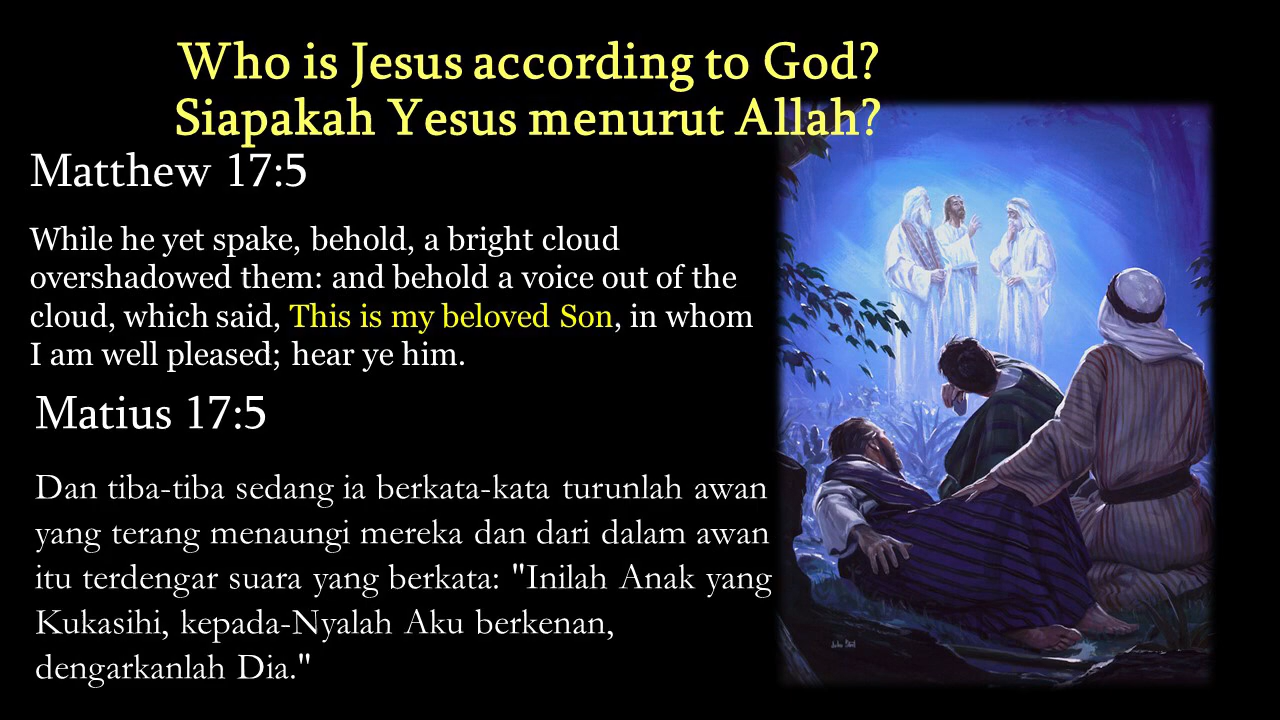 Who is Jesus according to God?
Siapakah Yesus menurut Allah?
Matthew 17:5
While he yet spake, behold, a bright cloud
overshadowed them: and behold a voice out of the
cloud, which said, This is my beloved Son, in whom
I am well pleased; hear ye him.
Matius 17:5
Dan tiba-tiba sedang ia berkata-kata turunlah awan
yang terang menaungi mereka dan dari dalam awan
itu terdengar suara yang berkata: "Inilah Anak yang
Kukasihi, kepada-Nyalah Aku berkenan,
dengarkanlah Dia."